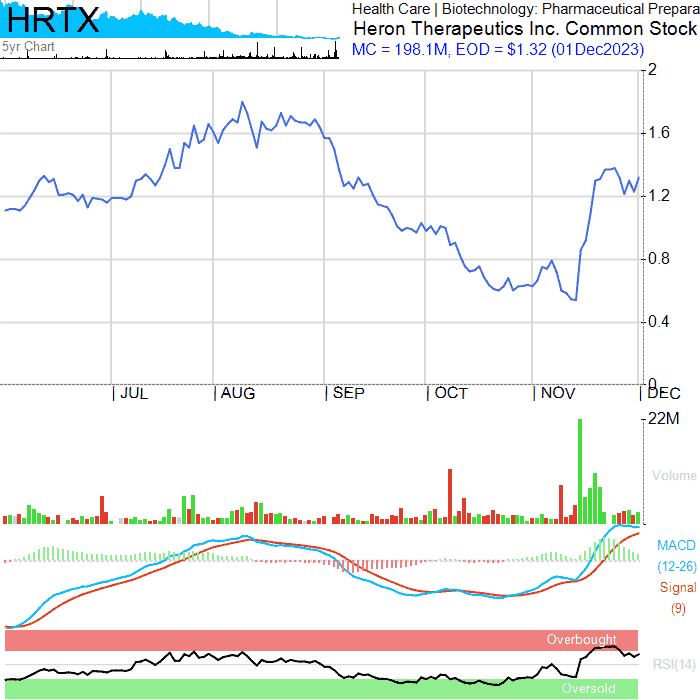 HRTX
5yr Chart
Health Care | Biotechnology: Pharmaceutical Prepara
Heron Therapeutics Inc. Common Stock
MC = 198.1M, EOD = $1.32 (01Dec2023)
2
1.6
1.2
0.8
0.4
0
| JUL | AUG | SEP | OCT | NOV | DEC
22M
Volume
MACD
(12-26)
Signal
(9)
Overbought
RSI(14)
Oversold